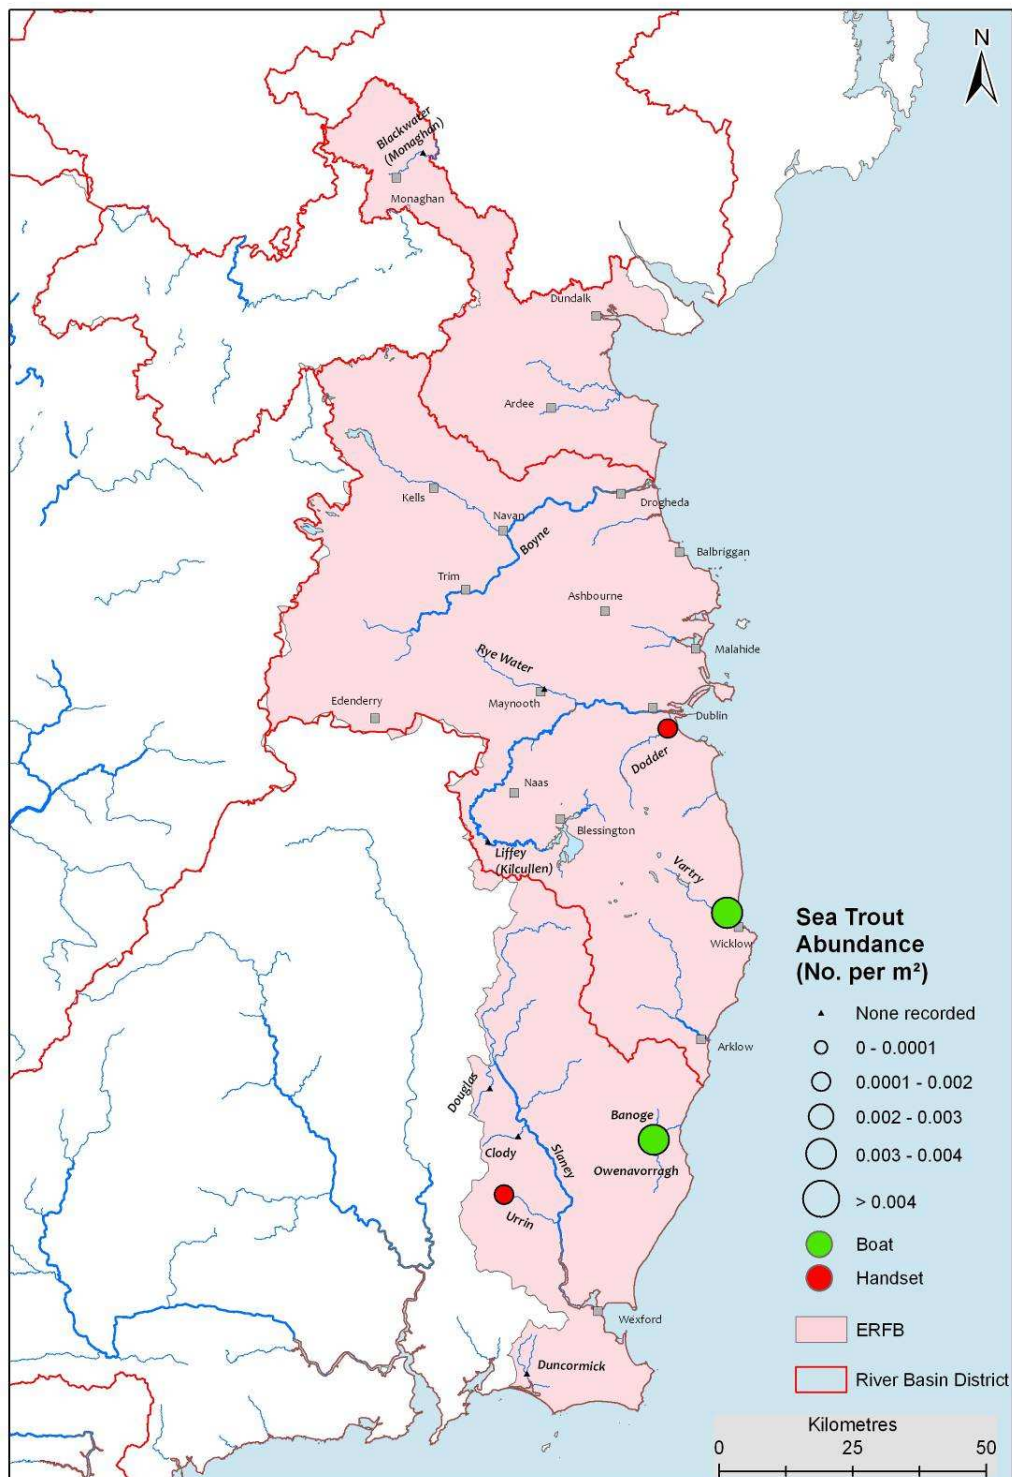 N
Blackwater
(Monaghan)
Monaghan
Dundalk
Ardee
Kells
Navan
Drogheda
Boyne
Balbriggan
Trim
Ashbourne
Rye Water
Malahide
Edenderry
Maynooth
Dublin
Dodder
Naas
Blessington
Liffey
(Kilcullen)
Vartry
Wicklow
Arklow
Douglas
Banoge
Clody
Slaney
Owenavorragh
Urrin
Wexford
Duncormick
Sea Trout
Abundance
(No. per m²)
None recorded
0 - 0.0001
0.0001 - 0.002
0.002 - 0.003
0.003 - 0.004
> 0.004
Boat
Handset
ERFB
River Basin District
Kilometres
0 25 50